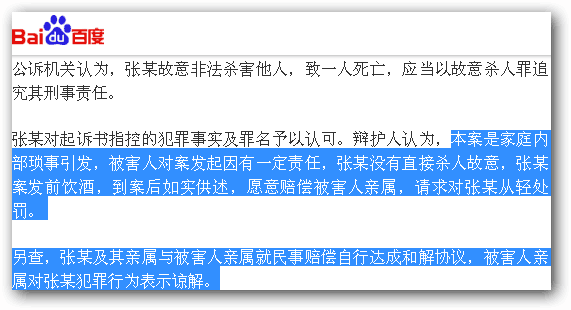 Bai 百度
公诉机关认为，张某故意非法杀害他人，致一人死亡，应当以故意杀人罪追
究其刑事责任。
张某对起诉书指控的犯罪事实及罪名予以认可。辩护人认为，本案是家庭内
部琐事引发，被害人对案发起因有一定责任，张某没有直接杀人故意，张某
案发前饮酒，到案后如实供述，愿意赔偿被害人亲属，请求对张某从轻处
罚。
另查，张某及其亲属与被害人亲属就民事赔偿自行达成和解协议，被害人亲
属对张某犯罪行为表示谅解。